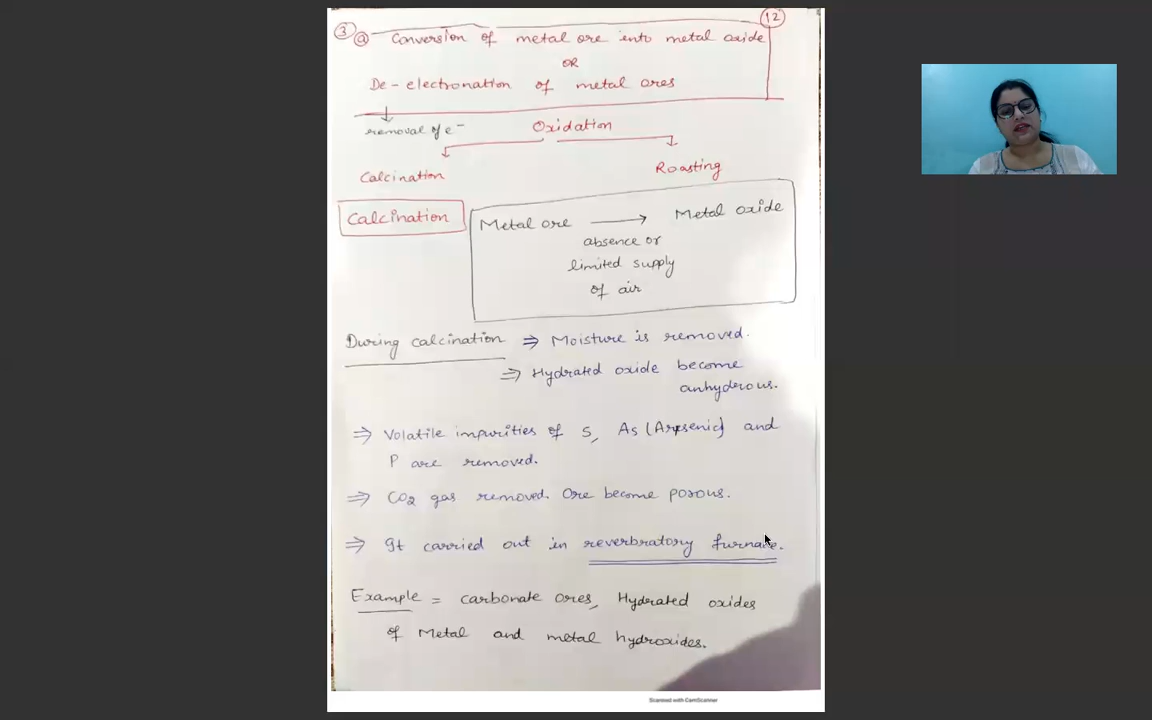 12
3 a Conversion of metal ore into metal oxide
OR
De-electronation of metal ores
removal of e⁻ Oxidation
Calcination Roasting
Calcination
Metal ore ⟶ Metal oxide
absence or
limited supply
of air
During calcination ⇒ Moisture is removed.
⇒ Hydrated oxide become
anhydrous.
⇒ Volatile impurities of S, As (Arsenic) and
P are removed.
⇒ CO₂ gas removed. Ore become porous.
⇒ It carried out in reverbratory furnace.
Example = carbonate ores, Hydrated oxides
of Metal and metal hydroxides.
Scanned with CamScanner